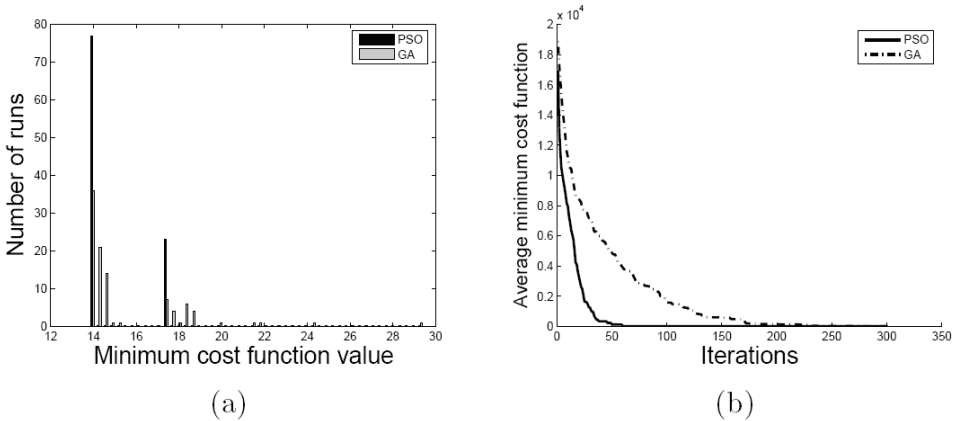 80
70
60
50
40
30
20
10
0
12 14 16 18 20 22 24 26 28 30
Number of runs
Minimum cost function value
PSO
GA
(a)
x 10^4
2
1.8
1.6
1.4
1.2
1
0.8
0.6
0.4
0.2
0
0 50 100 150 200 250 300 350
Average minimum cost function
Iterations
PSO
GA
(b)